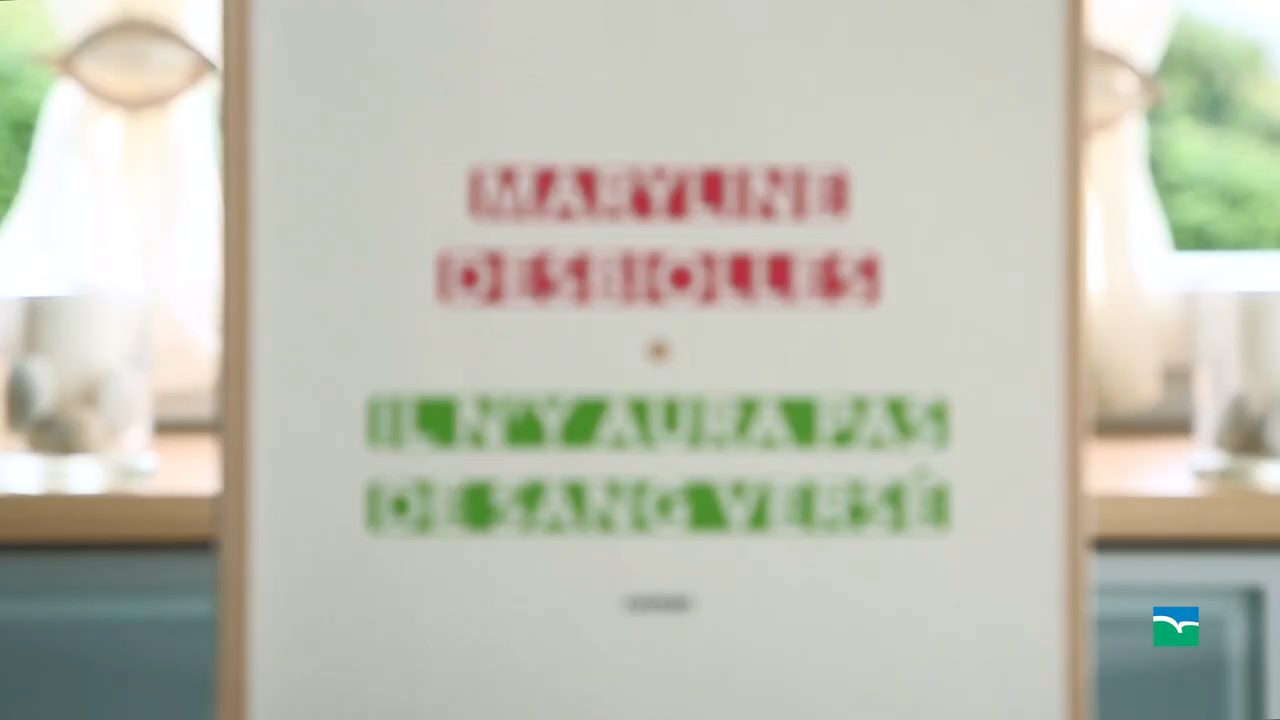 MARYLINE
DESBIOLLES
IL N'Y AURA PAS
DE SANG VERSÉ